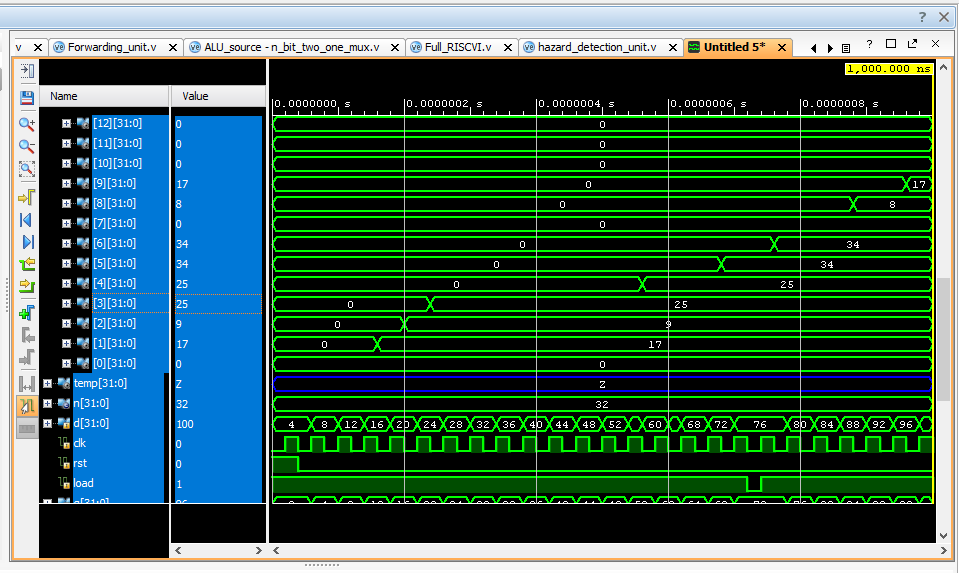 ? ×
v × Forwarding_unit.v × ALU_source - n_bit_two_one_mux.v × Full_RISCVI.v × hazard_detection_unit.v × Untitled 5* × ?
1,000.000 ns
Name Value
0.0000000 s 0.0000002 s 0.0000004 s 0.0000006 s 0.0000008 s
[12][31:0] 0 0
[11][31:0] 0 0
[10][31:0] 0 0
[9][31:0] 17 0 17
[8][31:0] 8 0 8
[7][31:0] 0 0
[6][31:0] 34 0 34
[5][31:0] 34 0 34
[4][31:0] 25 0 25
[3][31:0] 25 0 25
[2][31:0] 9 0 9
[1][31:0] 17 0 17
[0][31:0] 0 0
temp[31:0] Z Z
n[31:0] 32 32
d[31:0] 100 4 8 12 16 20 24 28 32 36 40 44 48 52 60 68 72 76 80 84 88 92 96
clk 0
rst 0
load 1